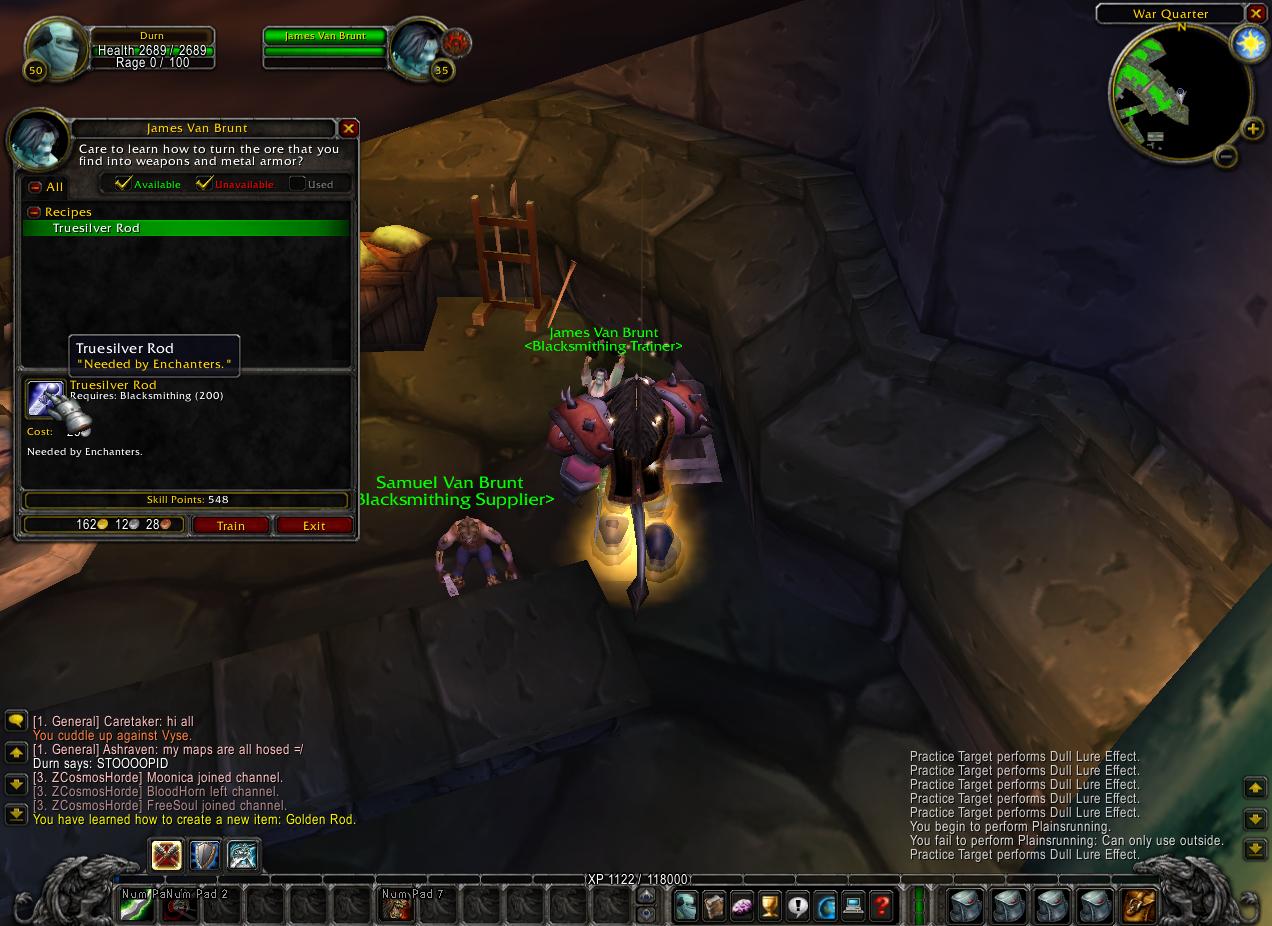 Durn
Health 2689 / 2689
Rage 0 / 100
50
James Van Brunt
35
War Quarter
N
James Van Brunt
Care to learn how to turn the ore that you
find into weapons and metal armor?
All
Available
Unavailable
Used
Recipes
Truesilver Rod
Truesilver Rod
"Needed by Enchanters."
Truesilver Rod
Requires: Blacksmithing (200)
Cost:
Needed by Enchanters.
Skill Points: 548
162 12 28
Train
Exit
James Van Brunt
<Blacksmithing Trainer>
Samuel Van Brunt
Blacksmithing Supplier>
[1. General] Caretaker: hi all
You cuddle up against Vyse.
[1. General] Ashraven: my maps are all hosed =/
Durn says: STOOOOPID
[3. ZCosmosHorde] Moonica joined channel.
[3. ZCosmosHorde] BloodHorn left channel.
[3. ZCosmosHorde] FreeSoul joined channel.
You have learned how to create a new item: Golden Rod.
Practice Target performs Dull Lure Effect.
Practice Target performs Dull Lure Effect.
Practice Target performs Dull Lure Effect.
Practice Target performs Dull Lure Effect.
Practice Target performs Dull Lure Effect.
You begin to perform Plainsrunning.
You fail to perform Plainsrunning: Can only use outside.
Practice Target performs Dull Lure Effect.
XP 1122 / 118000
Num Pa
Num Pad 2
Num Pad 7